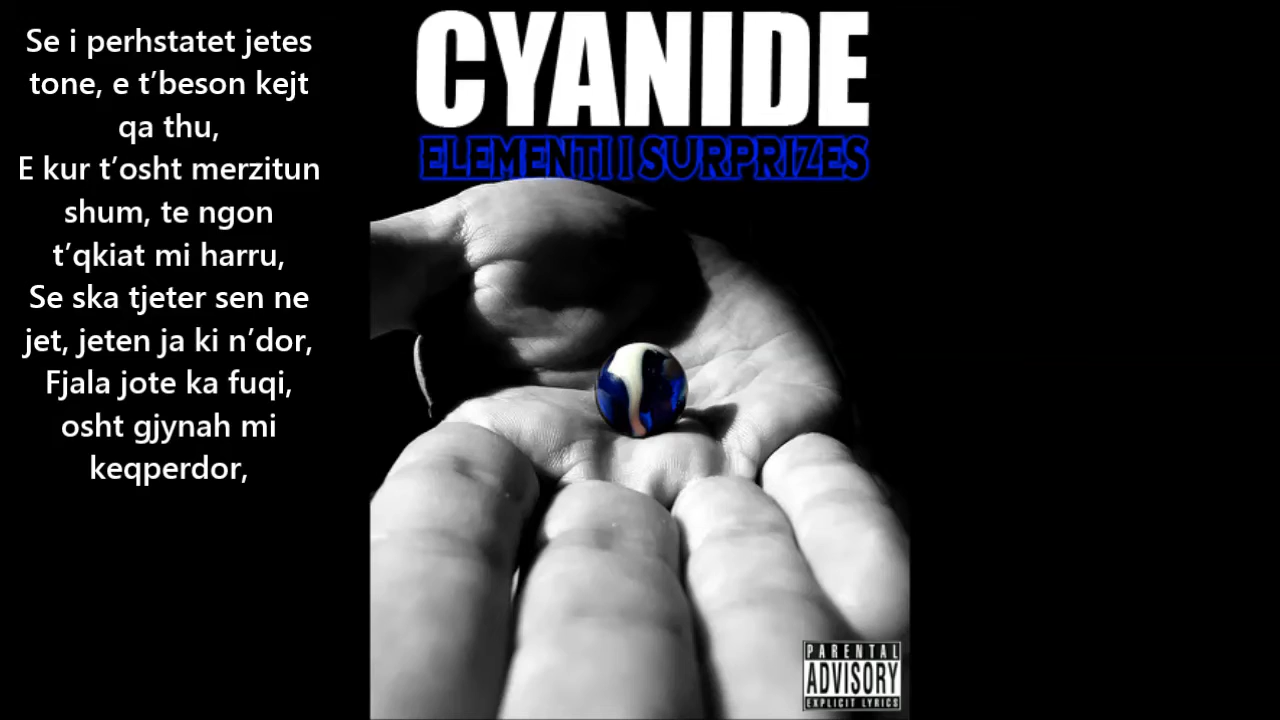 Se i perhstatet jetes
tone, e t’beson kejt
qa thu,
E kur t’osht merzitun
shum, te ngon
t’qkiat mi harru,
Se ska tjeter sen ne
jet, jeten ja ki n’dor,
Fjala jote ka fuqi,
osht gjynah mi
keqperdor,
CYANIDE
ELEMENTI I SURPRIZES
PARENTAL
ADVISORY
EXPLICIT LYRICS